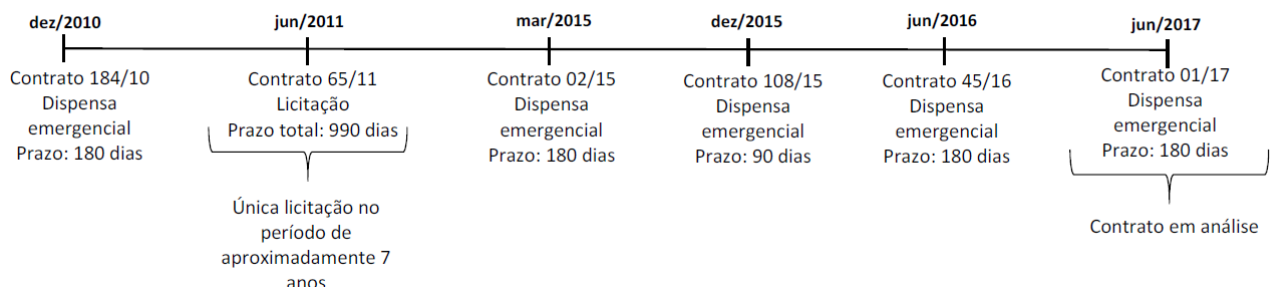 dez/2010
jun/2011
mar/2015
dez/2015
jun/2016
jun/2017
Contrato 184/10
Dispensa
emergencial
Prazo: 180 dias
Contrato 65/11
Licitação
Prazo total: 990 dias
Única licitação no
período de
aproximadamente 7
anos
Contrato 02/15
Dispensa
emergencial
Prazo: 180 dias
Contrato 108/15
Dispensa
emergencial
Prazo: 90 dias
Contrato 45/16
Dispensa
emergencial
Prazo: 180 dias
Contrato 01/17
Dispensa
emergencial
Prazo: 180 dias
Contrato em análise